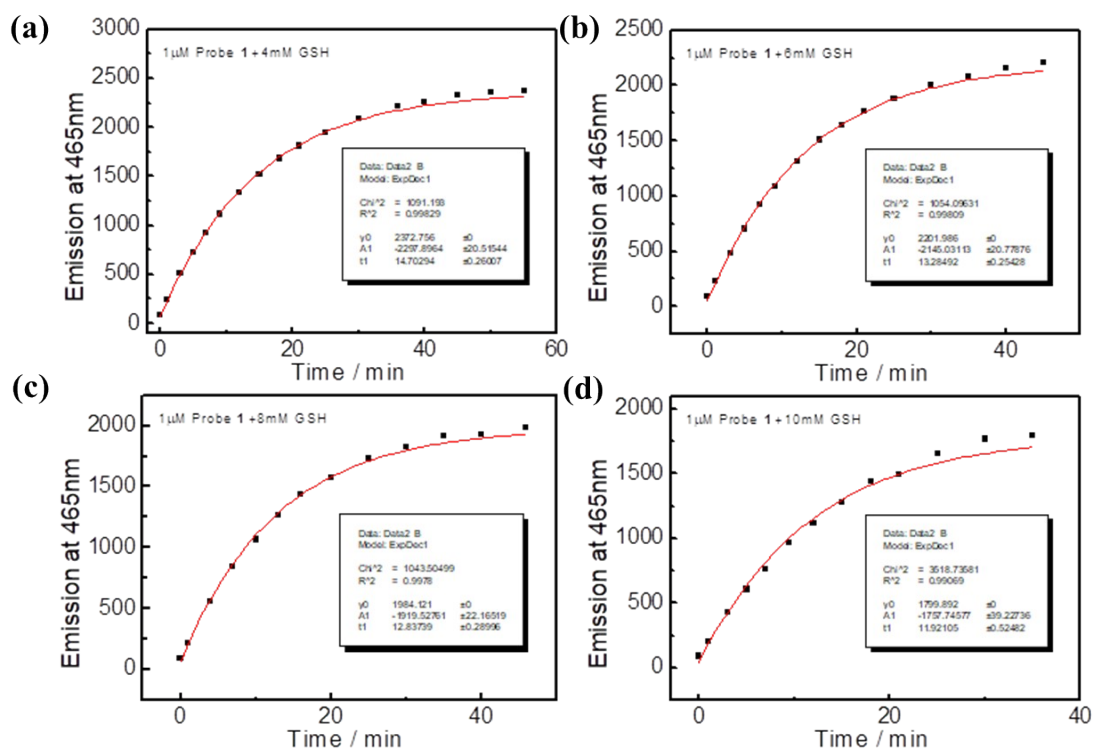 (a)
1μM Probe 1 + 4mM GSH
Emission at 465nm
3000
2500
2000
1500
1000
500
0
Data: Data2_B
Model: ExpDec1
Chi^2 = 1091.193
R^2 = 0.99829
y0 2372.756 ±0
A1 -2297.8964 ±20.51544
t1 14.70294 ±0.26007
0 20 40 60
Time / min
(b)
1μM Probe 1 + 6mM GSH
Emission at 465nm
2500
2000
1500
1000
500
0
Data: Data2_B
Model: ExpDec1
Chi^2 = 1054.09631
R^2 = 0.99809
y0 2201.986 ±0
A1 -2145.03113 ±20.77876
t1 13.28492 ±0.25428
0 20 40
Time / min
(c)
1μM Probe 1 +8mM GSH
Emission at 465nm
2000
1500
1000
500
0
Data: Data2_B
Model: ExpDec1
Chi^2 = 1043.50499
R^2 = 0.9978
y0 1984.121 ±0
A1 -1919.52761 ±22.16519
t1 12.83739 ±0.28996
0 20 40
Time / min
(d)
1μM Probe 1 + 10mM GSH
Emission at 465nm
2000
1500
1000
500
0
Data: Data2_B
Model: ExpDec1
Chi^2 = 3518.73581
R^2 = 0.99069
y0 1799.892 ±0
A1 -1757.74577 ±39.22736
t1 11.92105 ±0.52482
0 20 40
Time / min